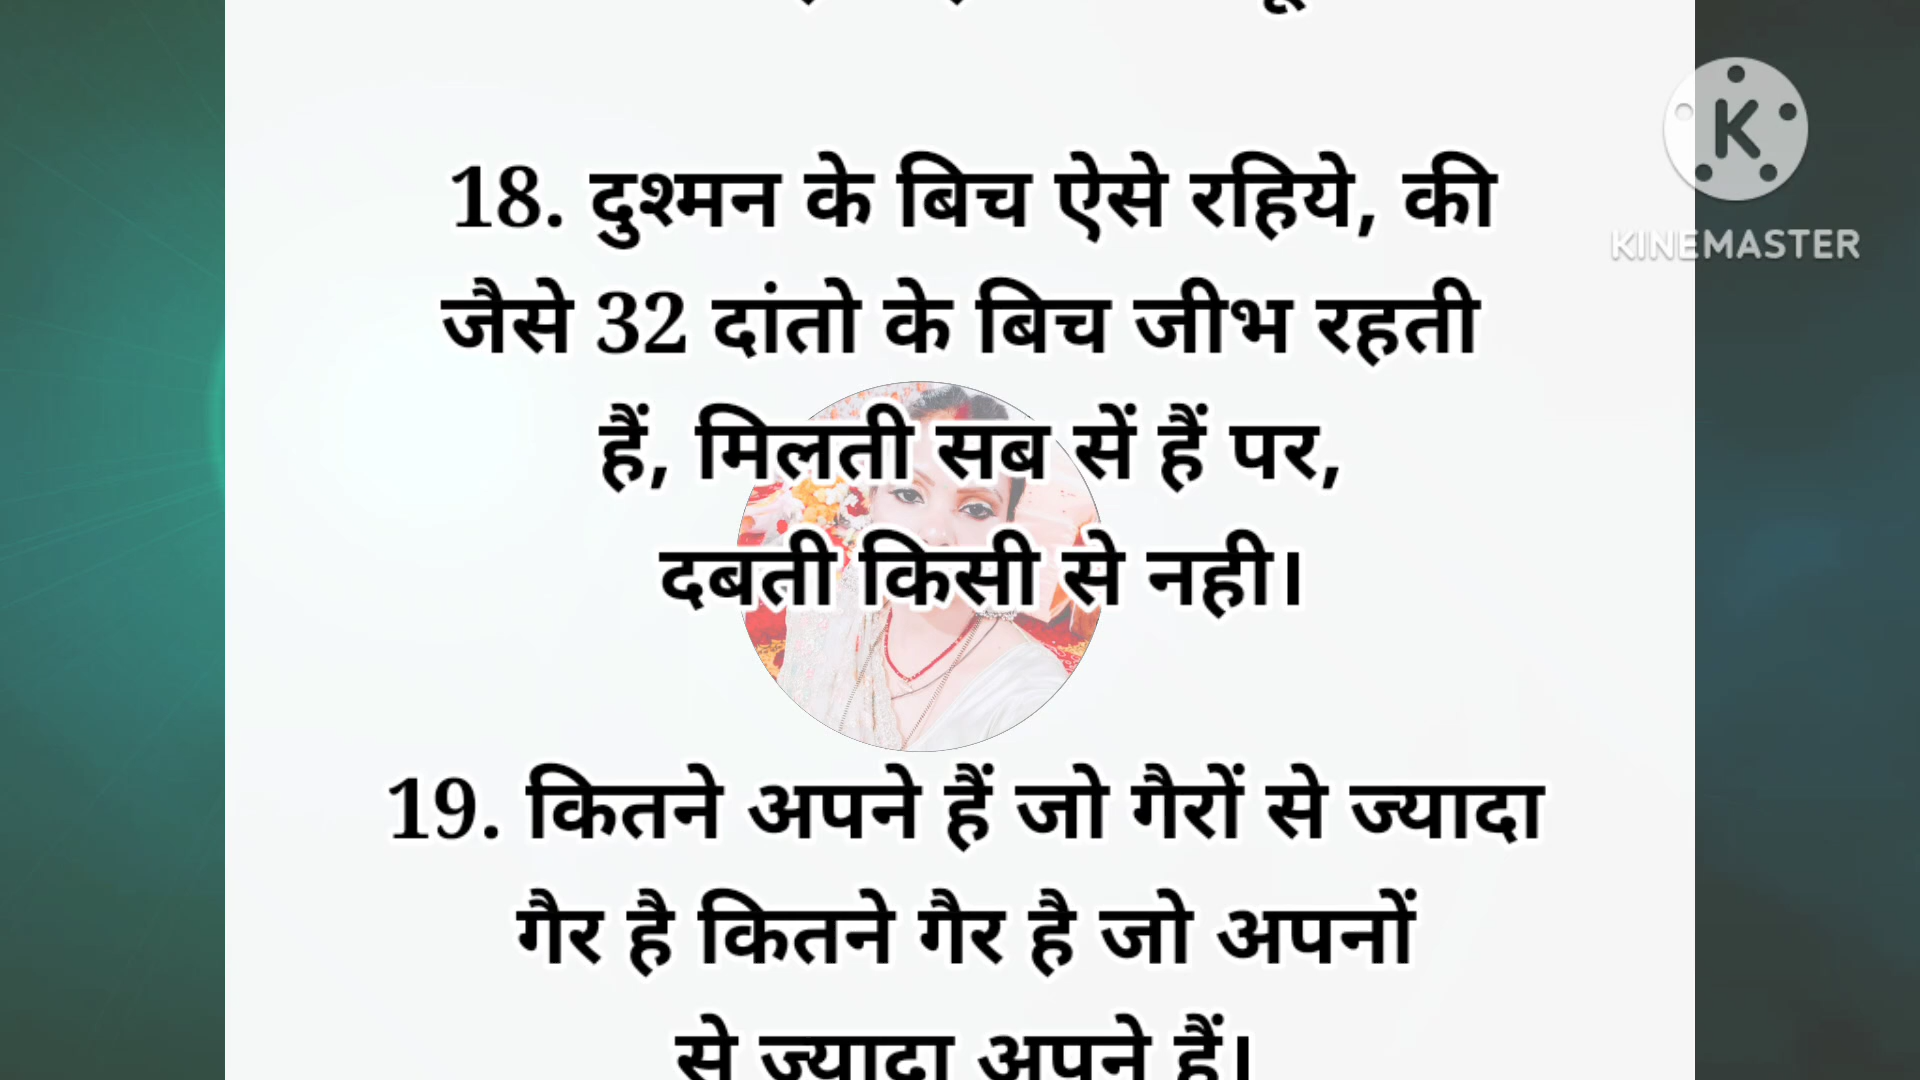 18. दुश्मन के बिच ऐसे रहिये, की
जैसे 32 दांतो के बिच जीभ रहती
हैं, मिलती सब सें हैं पर,
दबती किसी से नही।
19. कितने अपने हैं जो गैरों से ज्यादा
गैर है कितने गैर है जो अपनों
से ज्यादा अपने हैं।
K
KINEMASTER